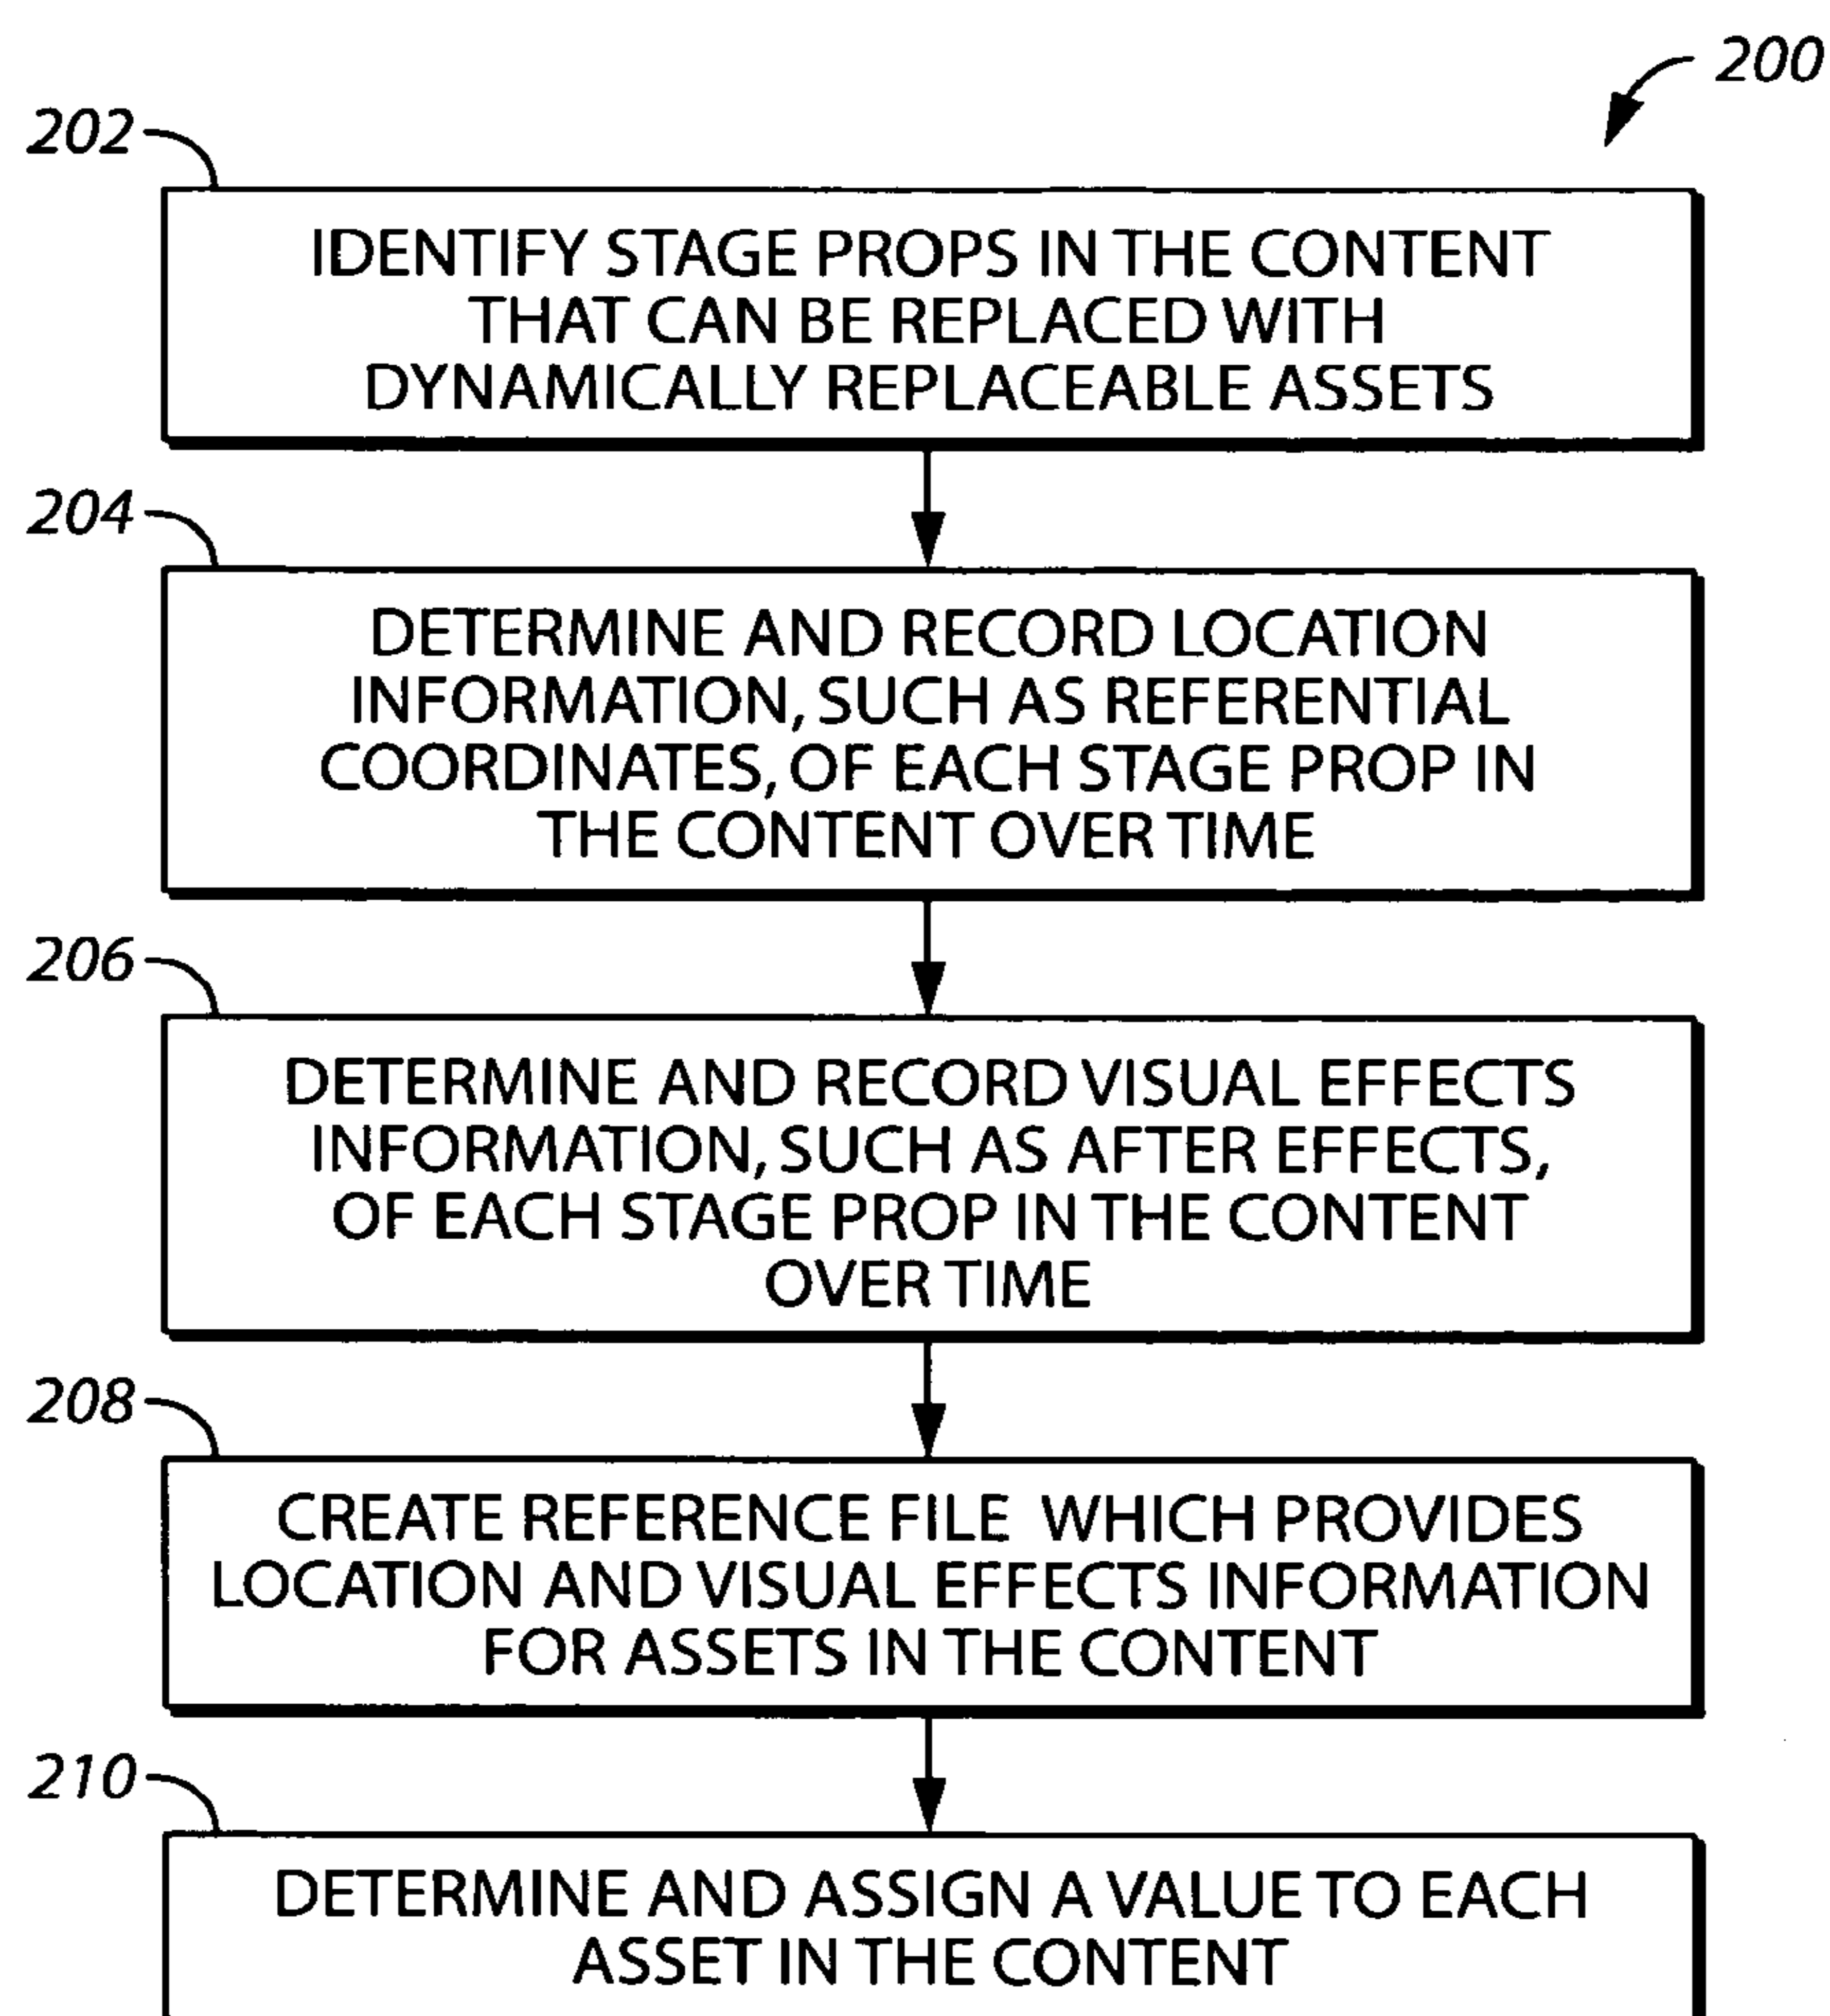 200
202
IDENTIFY STAGE PROPS IN THE CONTENT
THAT CAN BE REPLACED WITH
DYNAMICALLY REPLACEABLE ASSETS
204
DETERMINE AND RECORD LOCATION
INFORMATION, SUCH AS REFERENTIAL
COORDINATES, OF EACH STAGE PROP IN
THE CONTENT OVER TIME
206
DETERMINE AND RECORD VISUAL EFFECTS
INFORMATION, SUCH AS AFTER EFFECTS,
OF EACH STAGE PROP IN THE CONTENT
OVER TIME
208
CREATE REFERENCE FILE WHICH PROVIDES
LOCATION AND VISUAL EFFECTS INFORMATION
FOR ASSETS IN THE CONTENT
210
DETERMINE AND ASSIGN A VALUE TO EACH
ASSET IN THE CONTENT